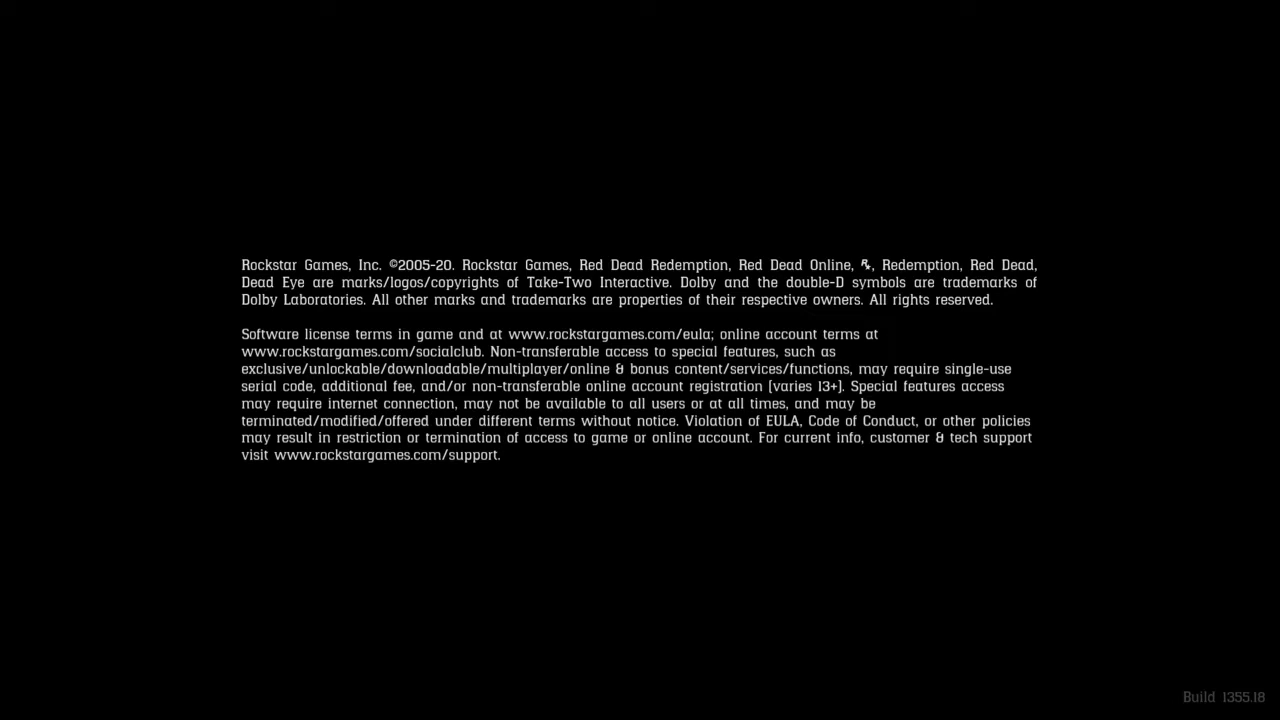 Rockstar Games, Inc. ©2005-20. Rockstar Games, Red Dead Redemption, Red Dead Online, R★, Redemption, Red Dead,
Dead Eye are marks/logos/copyrights of Take-Two Interactive. Dolby and the double-D symbols are trademarks of
Dolby Laboratories. All other marks and trademarks are properties of their respective owners. All rights reserved.
Software license terms in game and at www.rockstargames.com/eula; online account terms at
www.rockstargames.com/socialclub. Non-transferable access to special features, such as
exclusive/unlockable/downloadable/multiplayer/online & bonus content/services/functions, may require single-use
serial code, additional fee, and/or non-transferable online account registration (varies 13+). Special features access
may require internet connection, may not be available to all users or at all times, and may be
terminated/modified/offered under different terms without notice. Violation of EULA, Code of Conduct, or other policies
may result in restriction or termination of access to game or online account. For current info, customer & tech support
visit www.rockstargames.com/support.
Build 1355.18